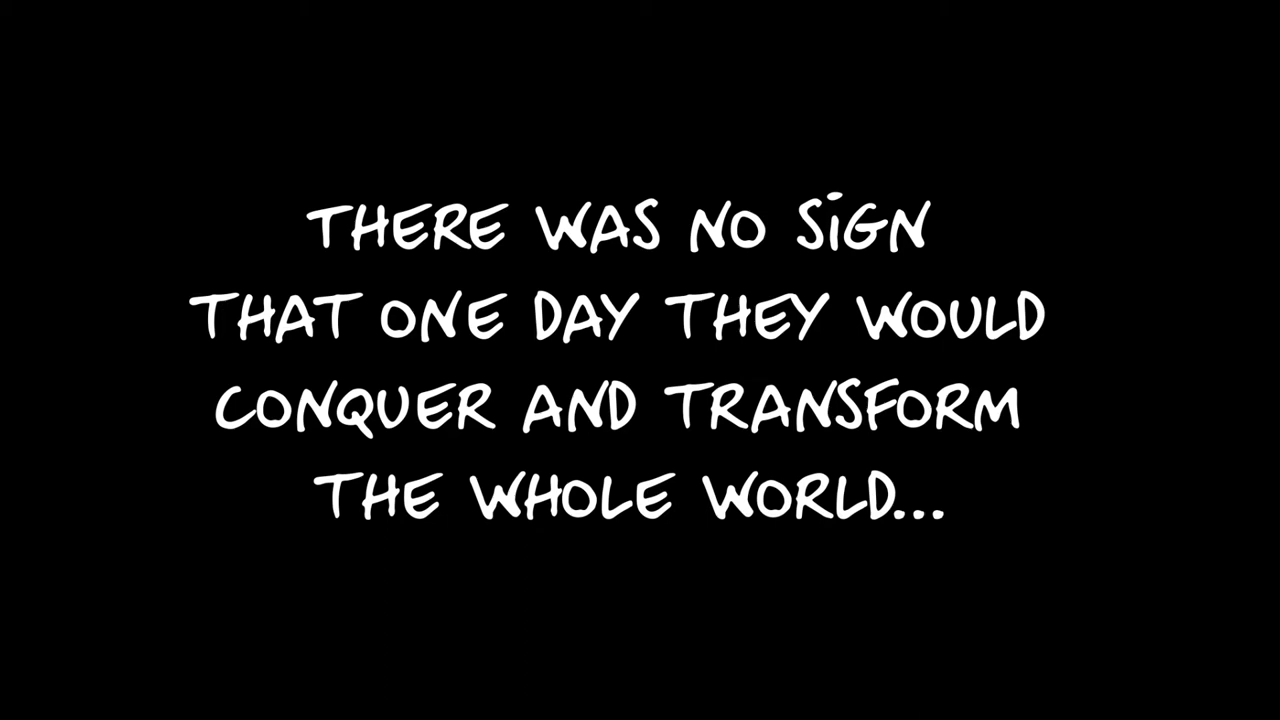 THERE WAS NO SIGN
THAT ONE DAY THEY WOULD
CONQUER AND TRANSFORM
THE WHOLE WORLD...